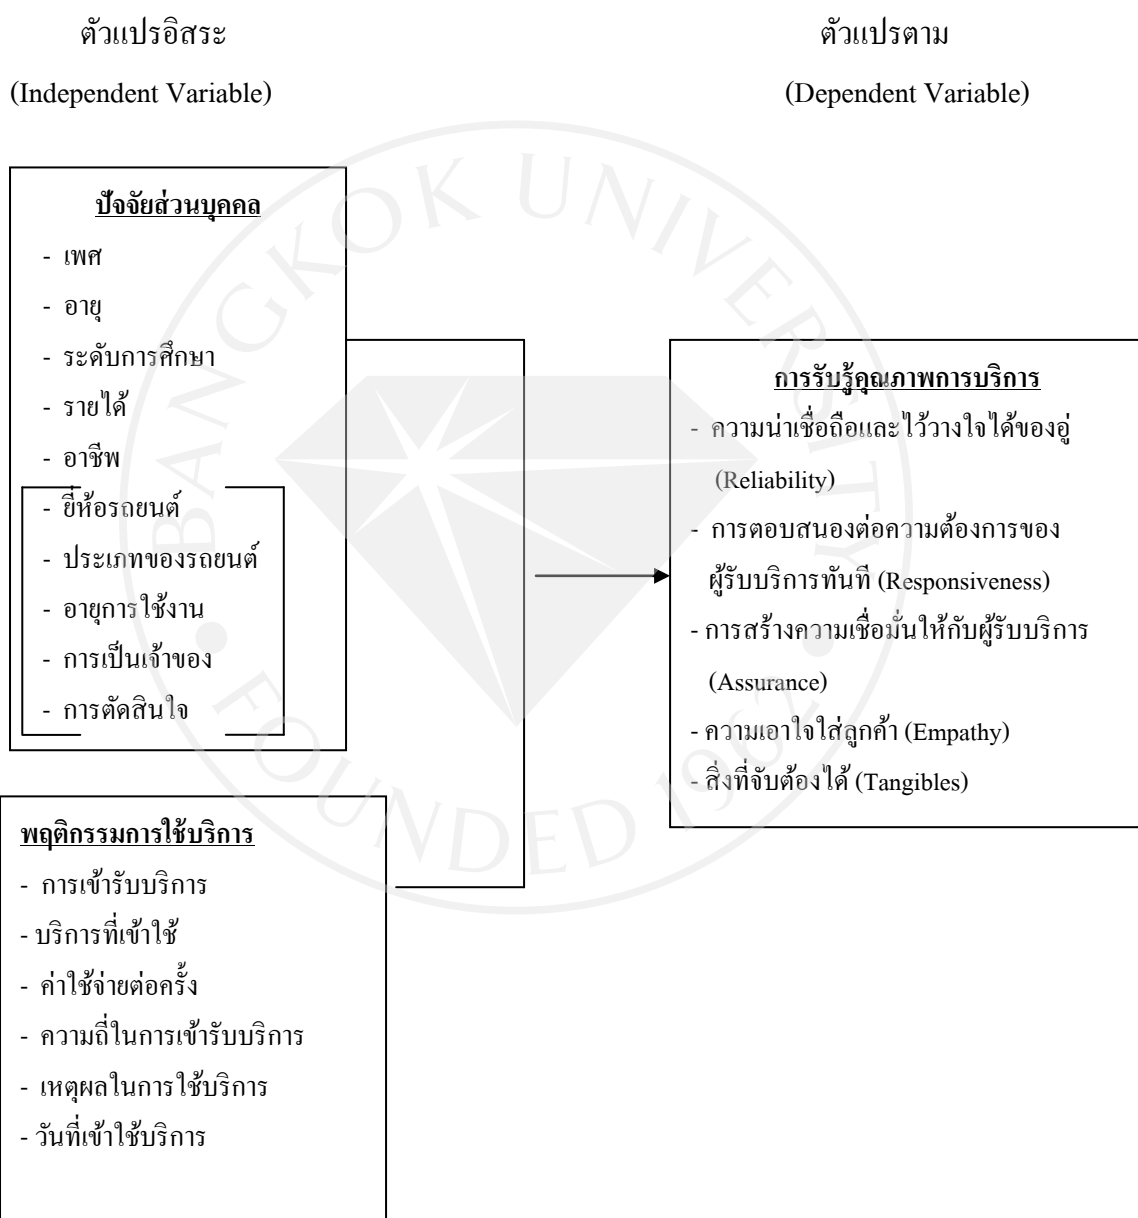 ตัวแปรอิสระ
(Independent Variable)
ตัวแปรตาม
(Dependent Variable)
ปัจจัยส่วนบุคคล
- เพศ
- อายุ
- ระดับการศึกษา
- รายได้
- อาชีพ
- ยี่ห้อรถยนต์
- ประเภทของรถยนต์
- อายุการใช้งาน
- การเป็นเจ้าของ
- การตัดสินใจ
พฤติกรรมการใช้บริการ
- การเข้ารับบริการ
- บริการที่เข้าใช้
- ค่าใช้จ่ายต่อครั้ง
- ความถี่ในการเข้ารับบริการ
- เหตุผลในการใช้บริการ
- วันที่เข้าใช้บริการ
การรับรู้คุณภาพการบริการ
- ความน่าเชื่อถือและไว้วางใจได้ของอู่
(Reliability)
- การตอบสนองต่อความต้องการของ
ผู้รับบริการทันที (Responsiveness)
- การสร้างความเชื่อมั่นให้กับผู้รับบริการ
(Assurance)
- ความเอาใจใส่ลูกค้า (Empathy)
- สิ่งที่จับต้องได้ (Tangibles)
BANGKOK UNIVERSITY
FOUNDED 1962